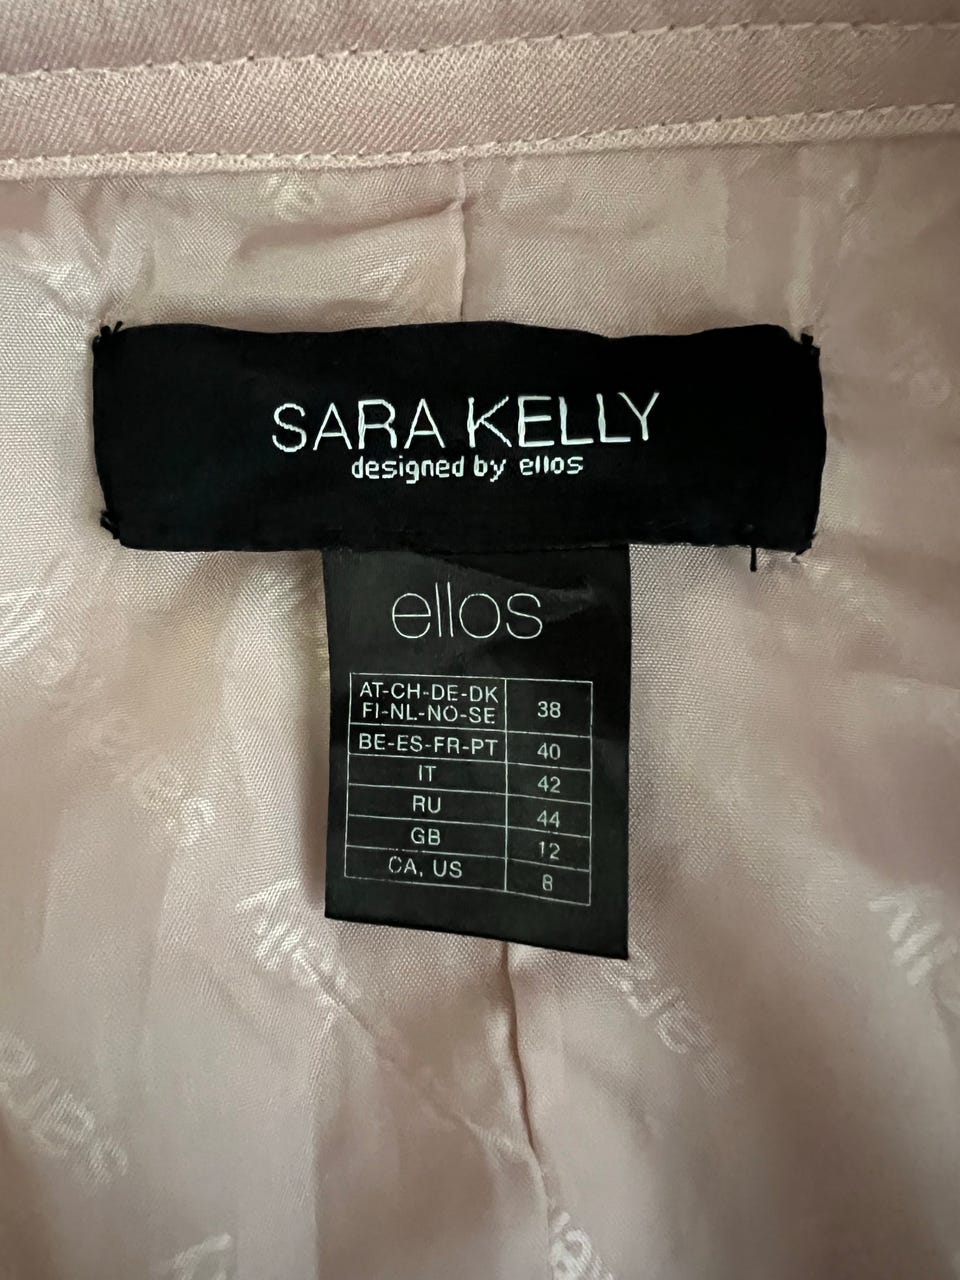 SARA KELLY
designed by ellos
ellos
AT-CH-DE-DK
FI-NL-NO-SE 38
BE-ES-FR-PT 40
IT 42
RU 44
GB 12
CA, US 8